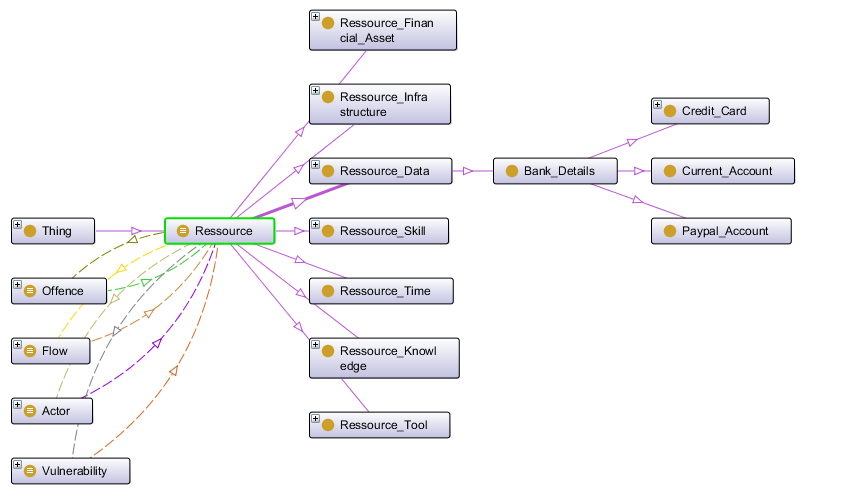 Ressource_Finan
cial_Asset
Ressource_Infra
structure
Credit_Card
Ressource_Data
Bank_Details
Current_Account
Thing
Ressource
Ressource_Skill
Paypal_Account
Offence
Ressource_Time
Flow
Ressource_Knowl
edge
Actor
Ressource_Tool
Vulnerability